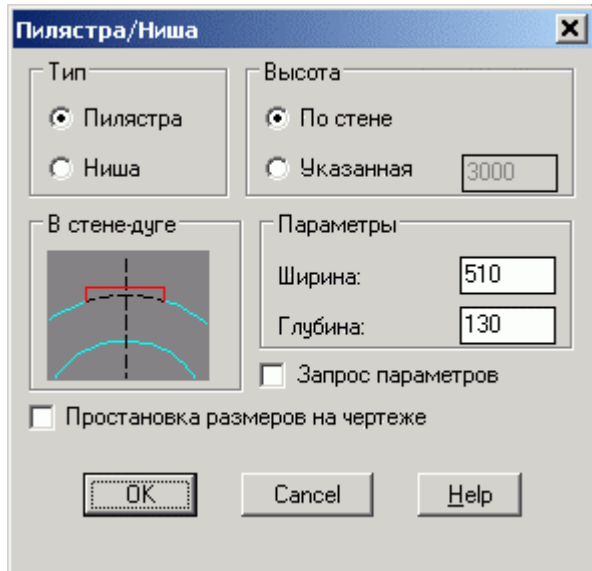 Пилястра/Ниша
Тип
Пилястра
Ниша
Высота
По стене
Указанная 3000
В стене-дуге
Параметры
Ширина: 510
Глубина: 130
Запрос параметров
Простановка размеров на чертеже
OK Cancel Help